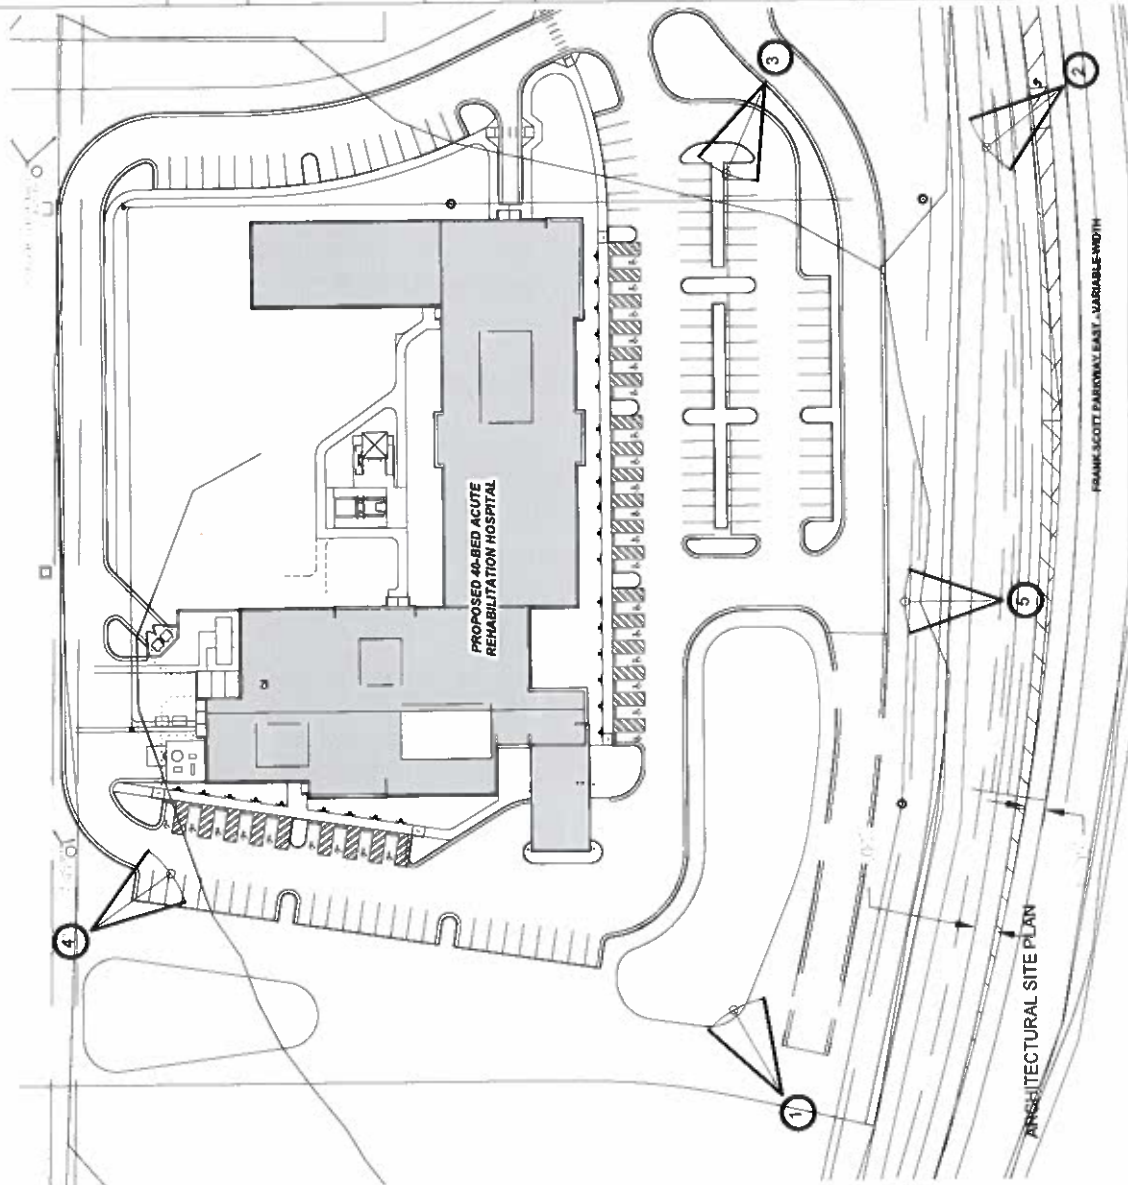 3
2
FRANK SCOTT PARKWAY EAST - VARIABLE WIDTH
PROPOSED 40-BED ACUTE
REHABILITATION HOSPITAL
5
4
ARCHITECTURAL SITE PLAN
1